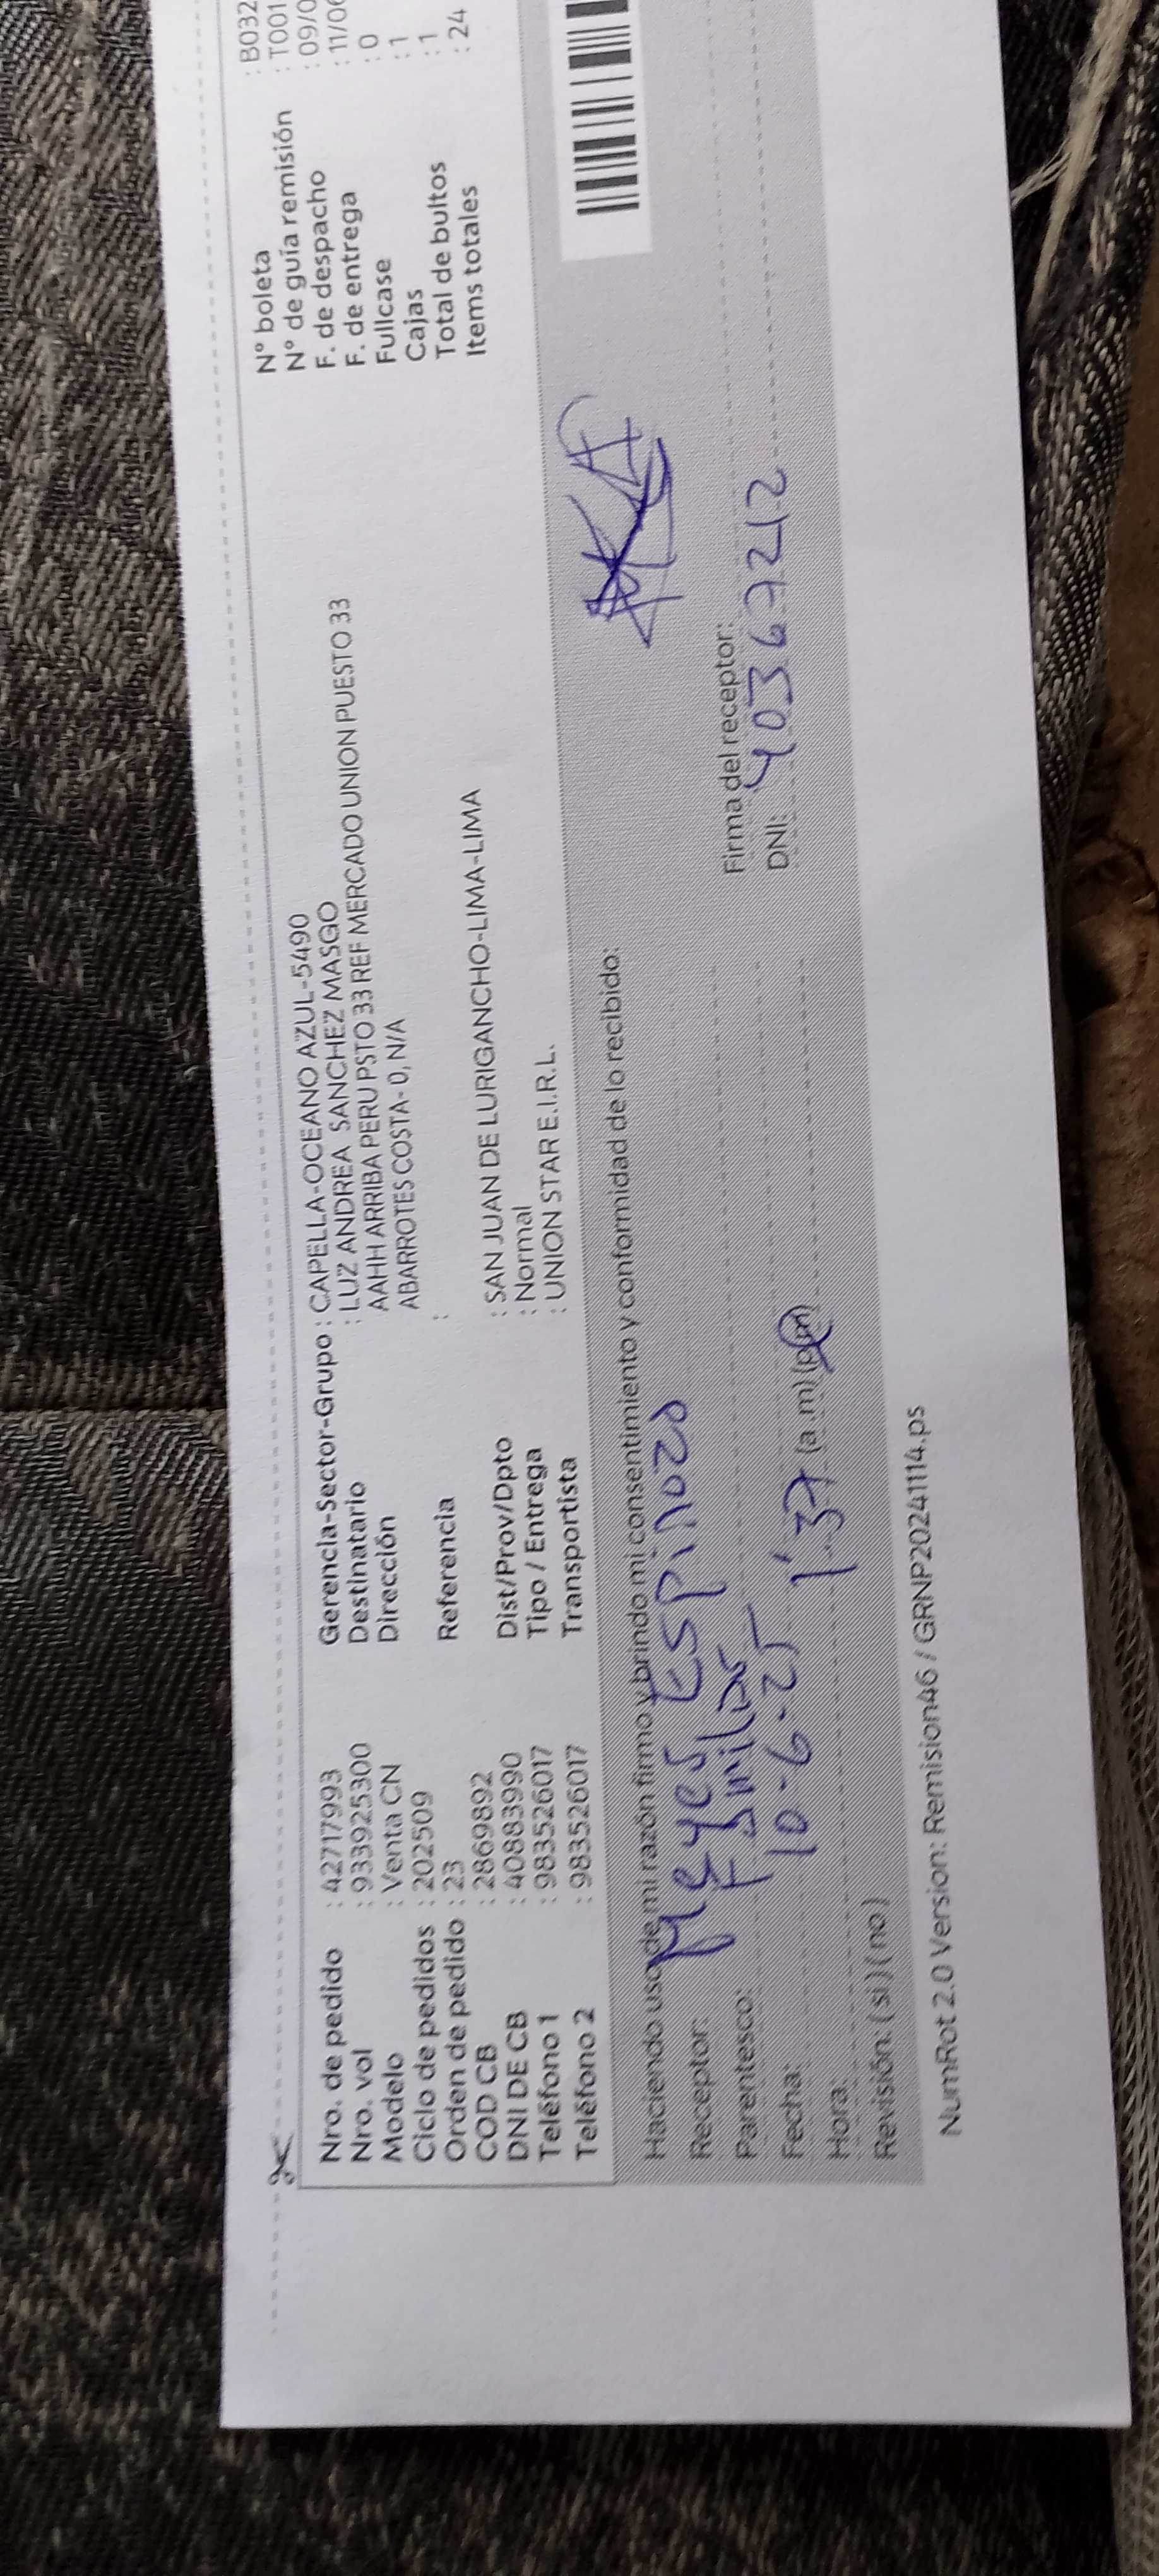 Nro. de pedido : 42717993
Nro. vol : 933925300
Modelo : Venta CN
Ciclo de pedidos : 202509
Orden de pedido : 23
COD CB : 2869892
DNI DE CB : 40883990
Teléfono 1 : 983526017
Teléfono 2 : 983526017
Gerencia-Sector-Grupo : CAPELLA-OCEANO AZUL-5490
Destinatario : LUZ ANDREA SANCHEZ MASGO
Dirección AAHH ARRIBA PERU PSTO 33 REF MERCADO UNION PUESTO 33
ABARROTES COSTA- 0, N/A
Referencia :
Dist/Prov/Dpto : SAN JUAN DE LURIGANCHO-LIMA-LIMA
Tipo / Entrega : Normal
Transportista : UNION STAR E.I.R.L.
N° boleta : B032
N° de guía remisión : T001
F. de despacho : 09/0
F. de entrega : 11/06
Fullcase : 0
Cajas : 1
Total de bultos : 1
Items totales : 24
Haciendo uso de mi razón firmo y brindo mi consentimiento y conformidad de lo recibido:
Receptor: Espinozo
Parentesco:
Fecha: 10-6-25
Hora: 1'37 (a.m) (p.m)
Revisión: ( si ) ( no )
Firma del receptor:
DNI: 40367212
NumRot 2.0 Version: Remision46 / GRNP20241114.ps